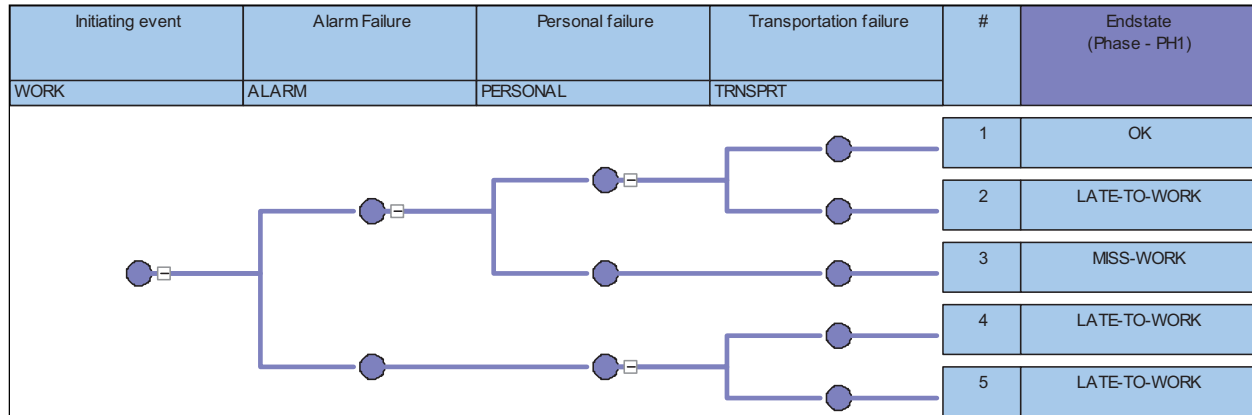 Initiating event Alarm Failure Personal failure Transportation failure # Endstate
(Phase - PH1)
WORK ALARM PERSONAL TRNSPRT
1 OK
2 LATE-TO-WORK
3 MISS-WORK
4 LATE-TO-WORK
5 LATE-TO-WORK